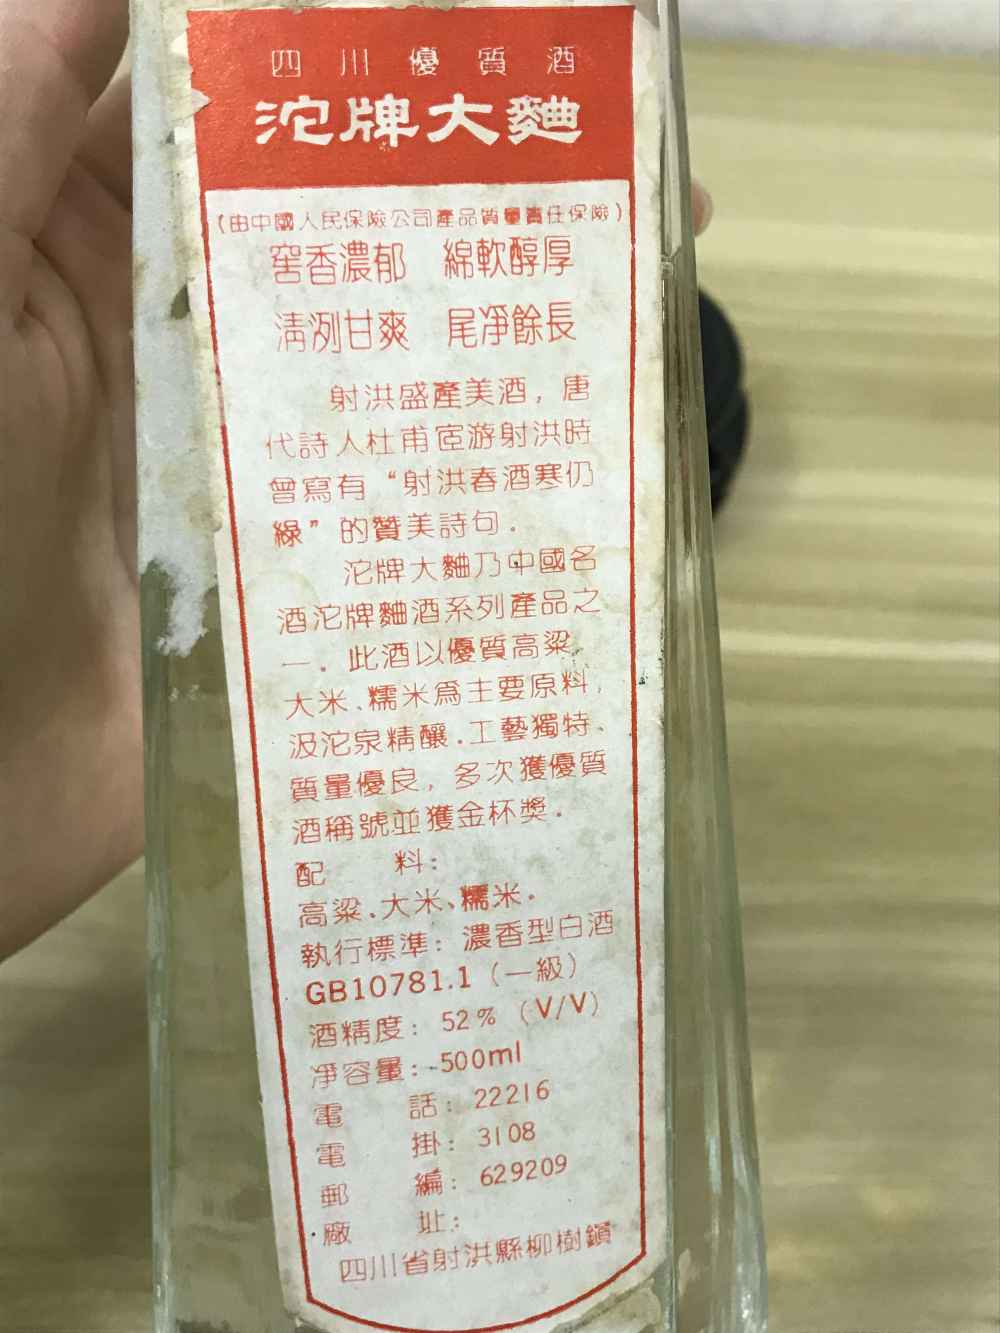 四川優質酒
沱牌大麯
(由中國人民保險公司產品質量責任保險)
窖香濃郁 綿軟醇厚
清洌甘爽 尾凈餘長
射洪盛產美酒，唐
代詩人杜甫宦游射洪時
曾寫有“射洪春酒寒仍
綠”的贊美詩句.
沱牌大麯乃中國名
酒沱牌麯酒系列產品之
一. 此酒以優質高粱、
大米、糯米爲主要原料,
汲沱泉精釀.工藝獨特、
質量優良，多次獲優質
酒稱號並獲金杯獎.
配 料:
高粱、大米、糯米.
執行標準: 濃香型白酒
GB10781.1 (一級)
酒精度: 52% (V/V)
凈容量: 500ml
電 話: 22216
電 掛: 3108
郵 編: 629209
廠 址:
四川省射洪縣柳樹鎮